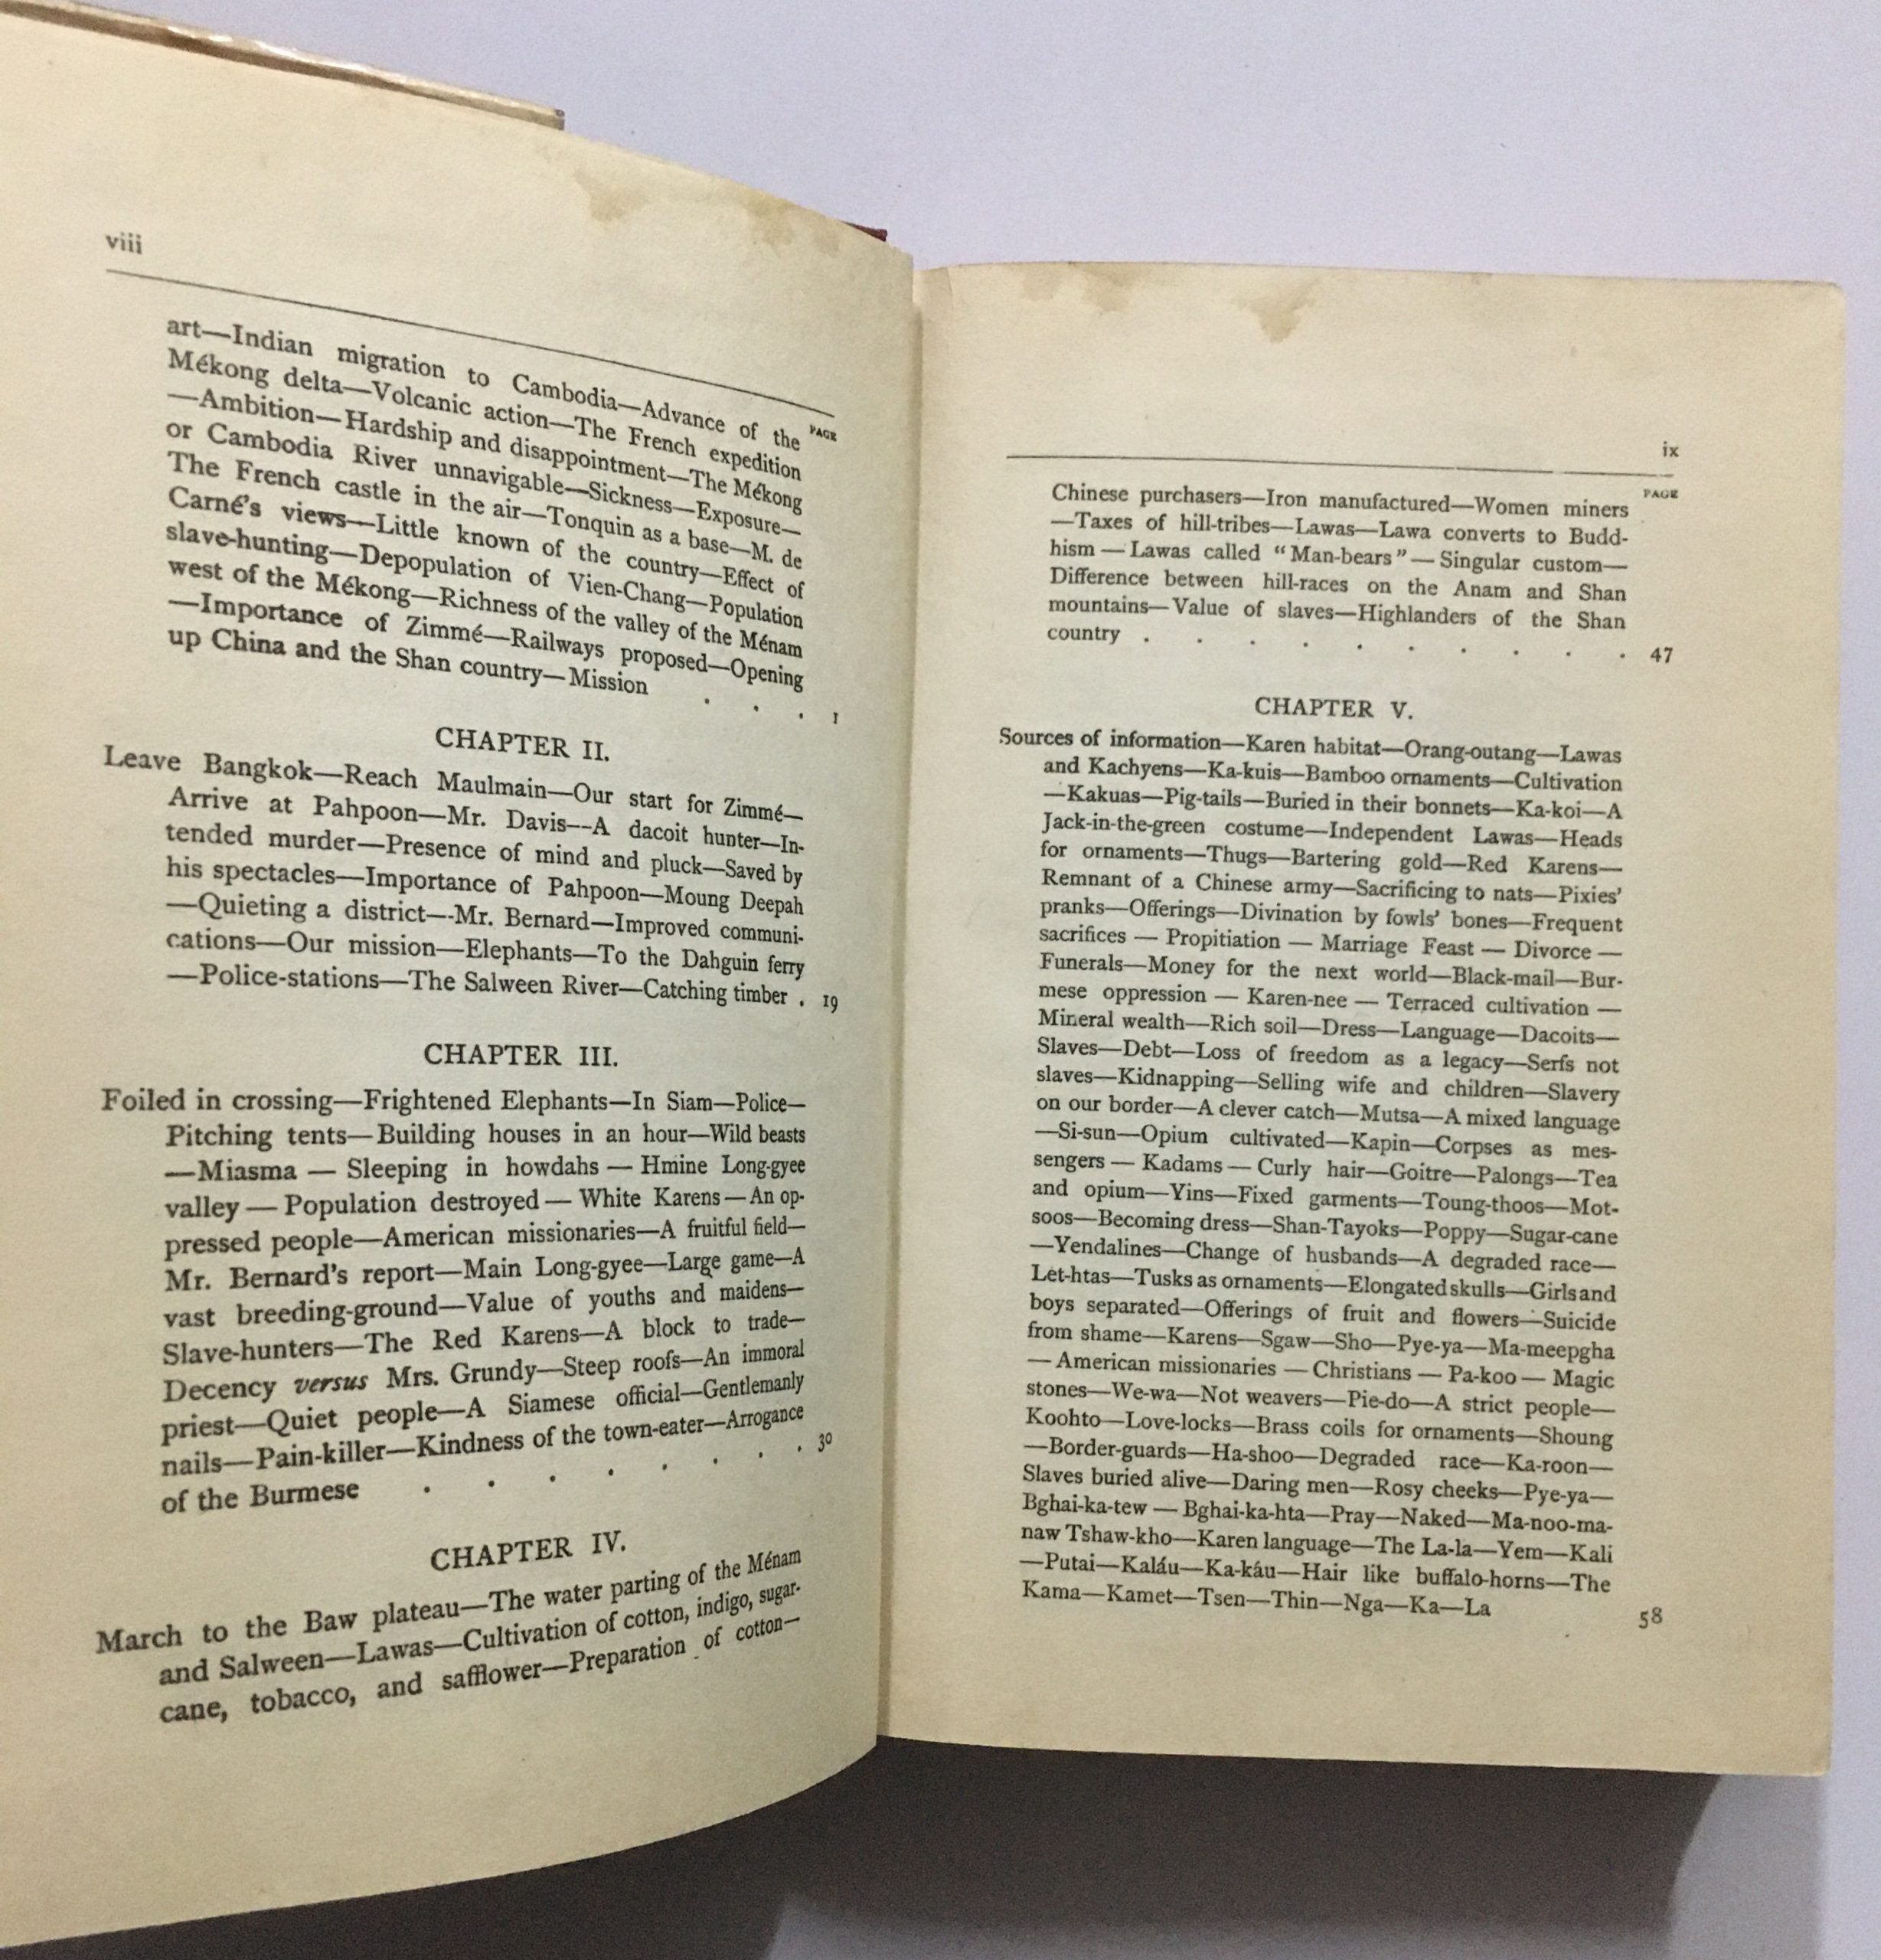 viii
PAGE
art—Indian migration to Cambodia—Advance of the
Mékong delta—Volcanic action—The French expedition
—Ambition—Hardship and disappointment—The Mékong
or Cambodia River unnavigable—Sickness—Exposure—
The French castle in the air—Tonquin as a base—M. de
Carné's views—Little known of the country—Effect of
slave-hunting—Depopulation of Vien-Chang—Population
west of the Mékong—Richness of the valley of the Ménam
—Importance of Zimmé—Railways proposed—Opening
up China and the Shan country—Mission . . . 1
CHAPTER II.
Leave Bangkok—Reach Maulmain—Our start for Zimmé—
Arrive at Pahpoon—Mr. Davis—A dacoit hunter—In-
tended murder—Presence of mind and pluck—Saved by
his spectacles—Importance of Pahpoon—Moung Deepah
—Quieting a district—Mr. Bernard—Improved communi-
cations—Our mission—Elephants—To the Dahguin ferry
—Police-stations—The Salween River—Catching timber . 19
CHAPTER III.
Foiled in crossing—Frightened Elephants—In Siam—Police—
Pitching tents—Building houses in an hour—Wild beasts
—Miasma — Sleeping in howdahs — Hmine Long-gyee
valley — Population destroyed — White Karens — An op-
pressed people—American missionaries—A fruitful field—
Mr. Bernard's report—Main Long-gyee—Large game—A
vast breeding-ground—Value of youths and maidens—
Slave-hunters—The Red Karens—A block to trade—
Decency versus Mrs. Grundy—Steep roofs—An immoral
priest—Quiet people—A Siamese official—Gentlemanly
nails—Pain-killer—Kindness of the town-eater—Arrogance
of the Burmese . . . . . . . 30
CHAPTER IV.
March to the Baw plateau—The water parting of the Ménam
and Salween—Lawas—Cultivation of cotton, indigo, sugar-
cane, tobacco, and safflower—Preparation of cotton—
ix
PAGE
Chinese purchasers—Iron manufactured—Women miners
—Taxes of hill-tribes—Lawas—Lawa converts to Budd-
hism — Lawas called “Man-bears” — Singular custom—
Difference between hill-races on the Anam and Shan
mountains—Value of slaves—Highlanders of the Shan
country . . . . . . . . . . 47
CHAPTER V.
Sources of information—Karen habitat—Orang-outang—Lawas
and Kachyens—Ka-kuis—Bamboo ornaments—Cultivation
—Kakuas—Pig-tails—Buried in their bonnets—Ka-koi—A
Jack-in-the-green costume—Independent Lawas—Heads
for ornaments—Thugs—Bartering gold—Red Karens—
Remnant of a Chinese army—Sacrificing to nats—Pixies'
pranks—Offerings—Divination by fowls' bones—Frequent
sacrifices — Propitiation — Marriage Feast — Divorce —
Funerals—Money for the next world—Black-mail—Bur-
mese oppression — Karen-nee — Terraced cultivation —
Mineral wealth—Rich soil—Dress—Language—Dacoits—
Slaves—Debt—Loss of freedom as a legacy—Serfs not
slaves—Kidnapping—Selling wife and children—Slavery
on our border—A clever catch—Mutsa—A mixed language
—Si-sun—Opium cultivated—Kapin—Corpses as mes-
sengers — Kadams — Curly hair—Goitre—Palongs—Tea
and opium—Yins—Fixed garments—Toung-thoos—Mot-
soos—Becoming dress—Shan-Tayoks—Poppy—Sugar-cane
—Yendalines—Change of husbands—A degraded race—
Let-htas—Tusks as ornaments—Elongated skulls—Girls and
boys separated—Offerings of fruit and flowers—Suicide
from shame—Karens—Sgaw—Sho—Pye-ya—Ma-meepgha
— American missionaries — Christians — Pa-koo — Magic
stones—We-wa—Not weavers—Pie-do—A strict people—
Koohto—Love-locks—Brass coils for ornaments—Shoung
—Border-guards—Ha-shoo—Degraded race—Ka-roon—
Slaves buried alive—Daring men—Rosy cheeks—Pye-ya—
Bghai-ka-tew — Bghai-ka-hta—Pray—Naked—Ma-noo-ma-
naw Tshaw-kho—Karen language—The La-la—Yem—Kali
—Putai—Kaláu—Ka-káu—Hair like buffalo-horns—The
Kama—Kamet—Tsen—Thin—Nga—Ka—La 58